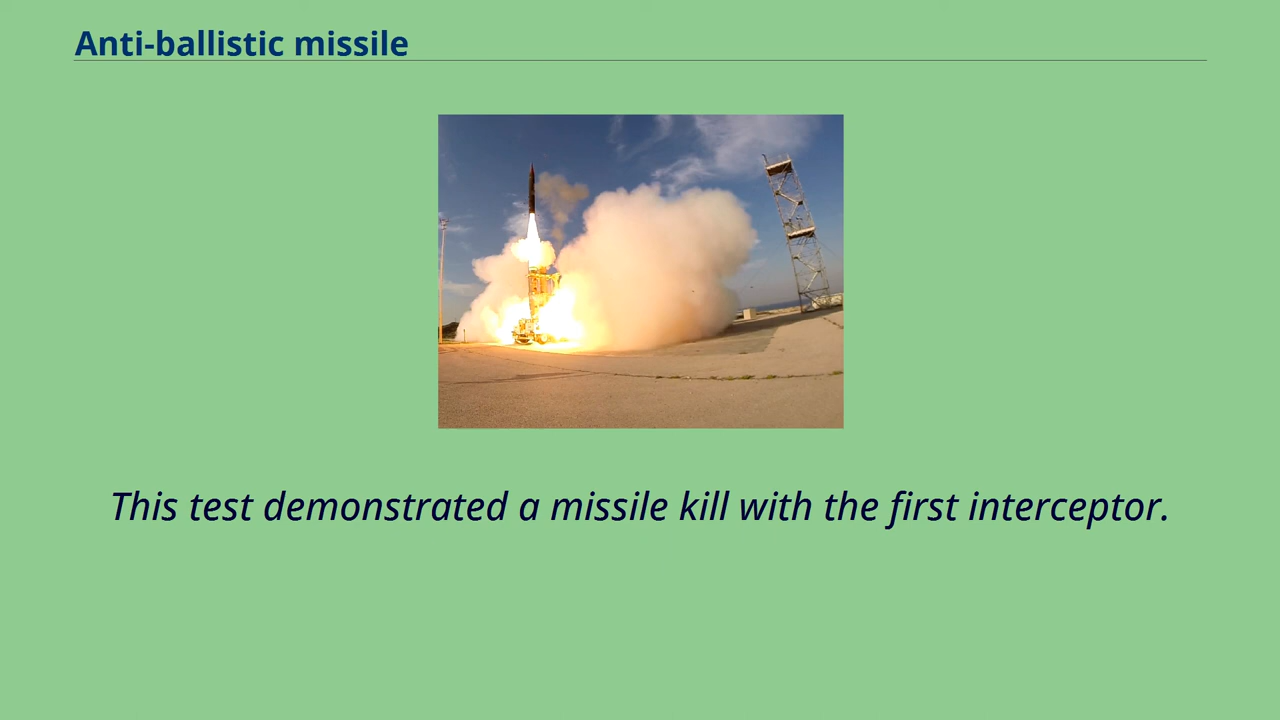 Anti-ballistic missile
This test demonstrated a missile kill with the first interceptor.